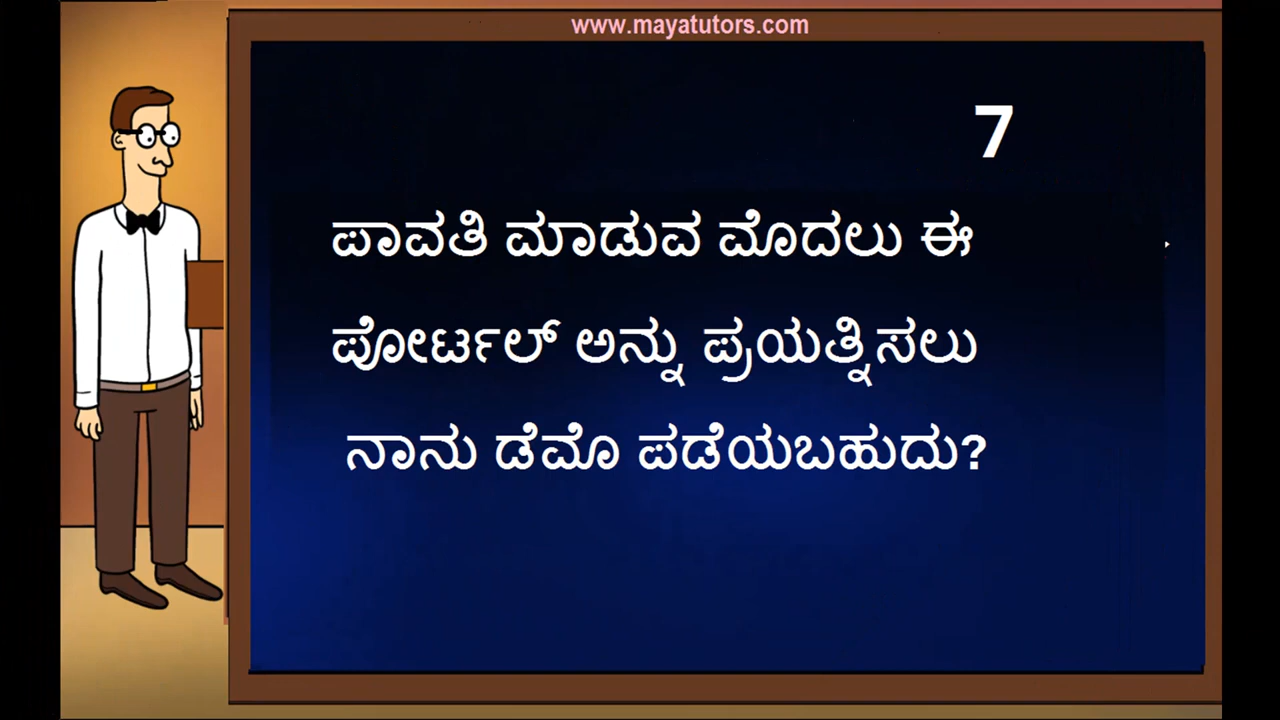 www.mayatutors.com
7
ಪಾವತಿ ಮಾಡುವ ಮೊದಲು ಈ
ಪೋರ್ಟಲ್ ಅನ್ನು ಪ್ರಯತ್ನಿಸಲು
ನಾನು ಡೆಮೊ ಪಡೆಯಬಹುದು?